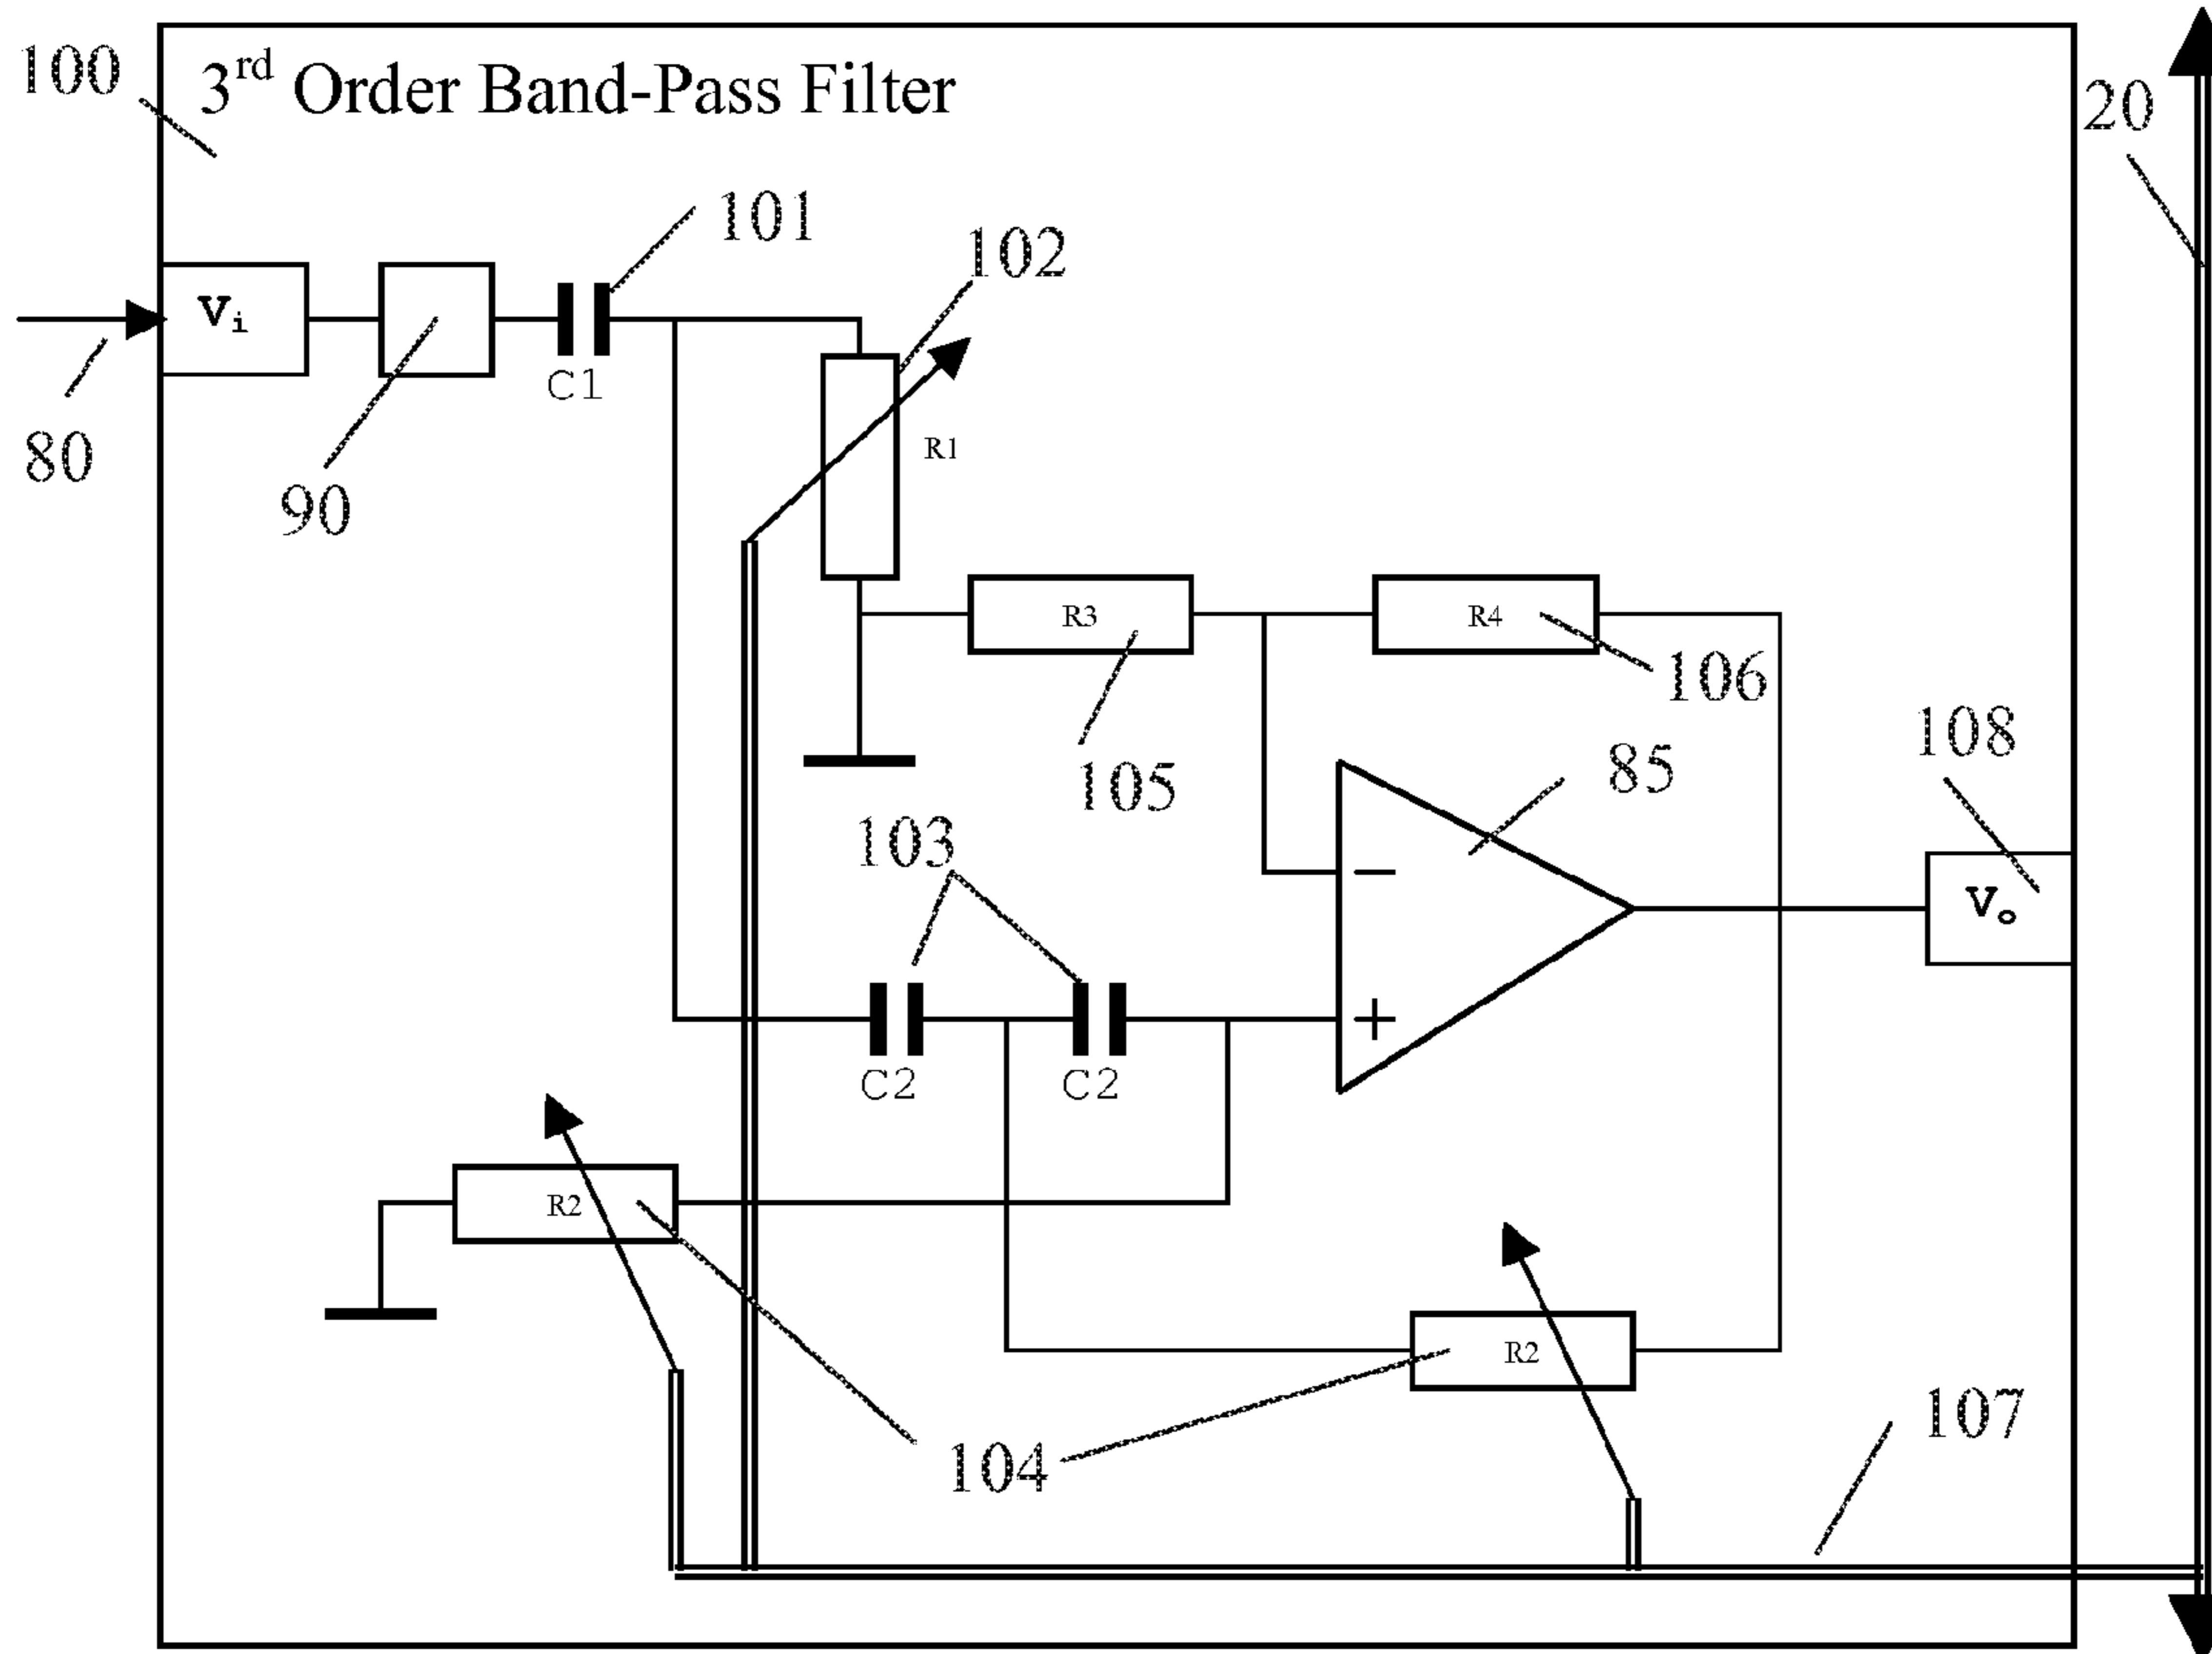 100
3rd Order Band-Pass Filter
20
101
102
vi
C1
80
90
R1
R3
R4
106
105
85
108
103
−
vo
+
C2
C2
R2
R2
104
107